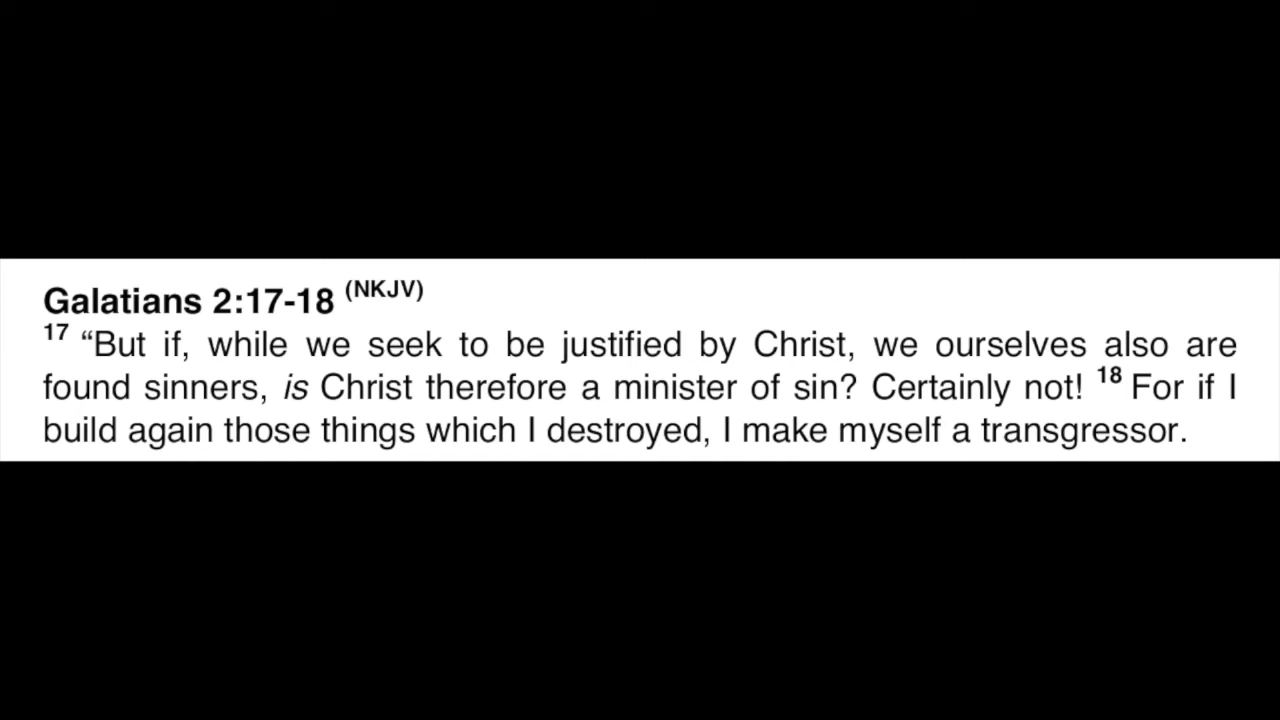 Galatians 2:17-18 (NKJV)
17 “But if, while we seek to be justified by Christ, we ourselves also are
found sinners, is Christ therefore a minister of sin? Certainly not! 18 For if I
build again those things which I destroyed, I make myself a transgressor.